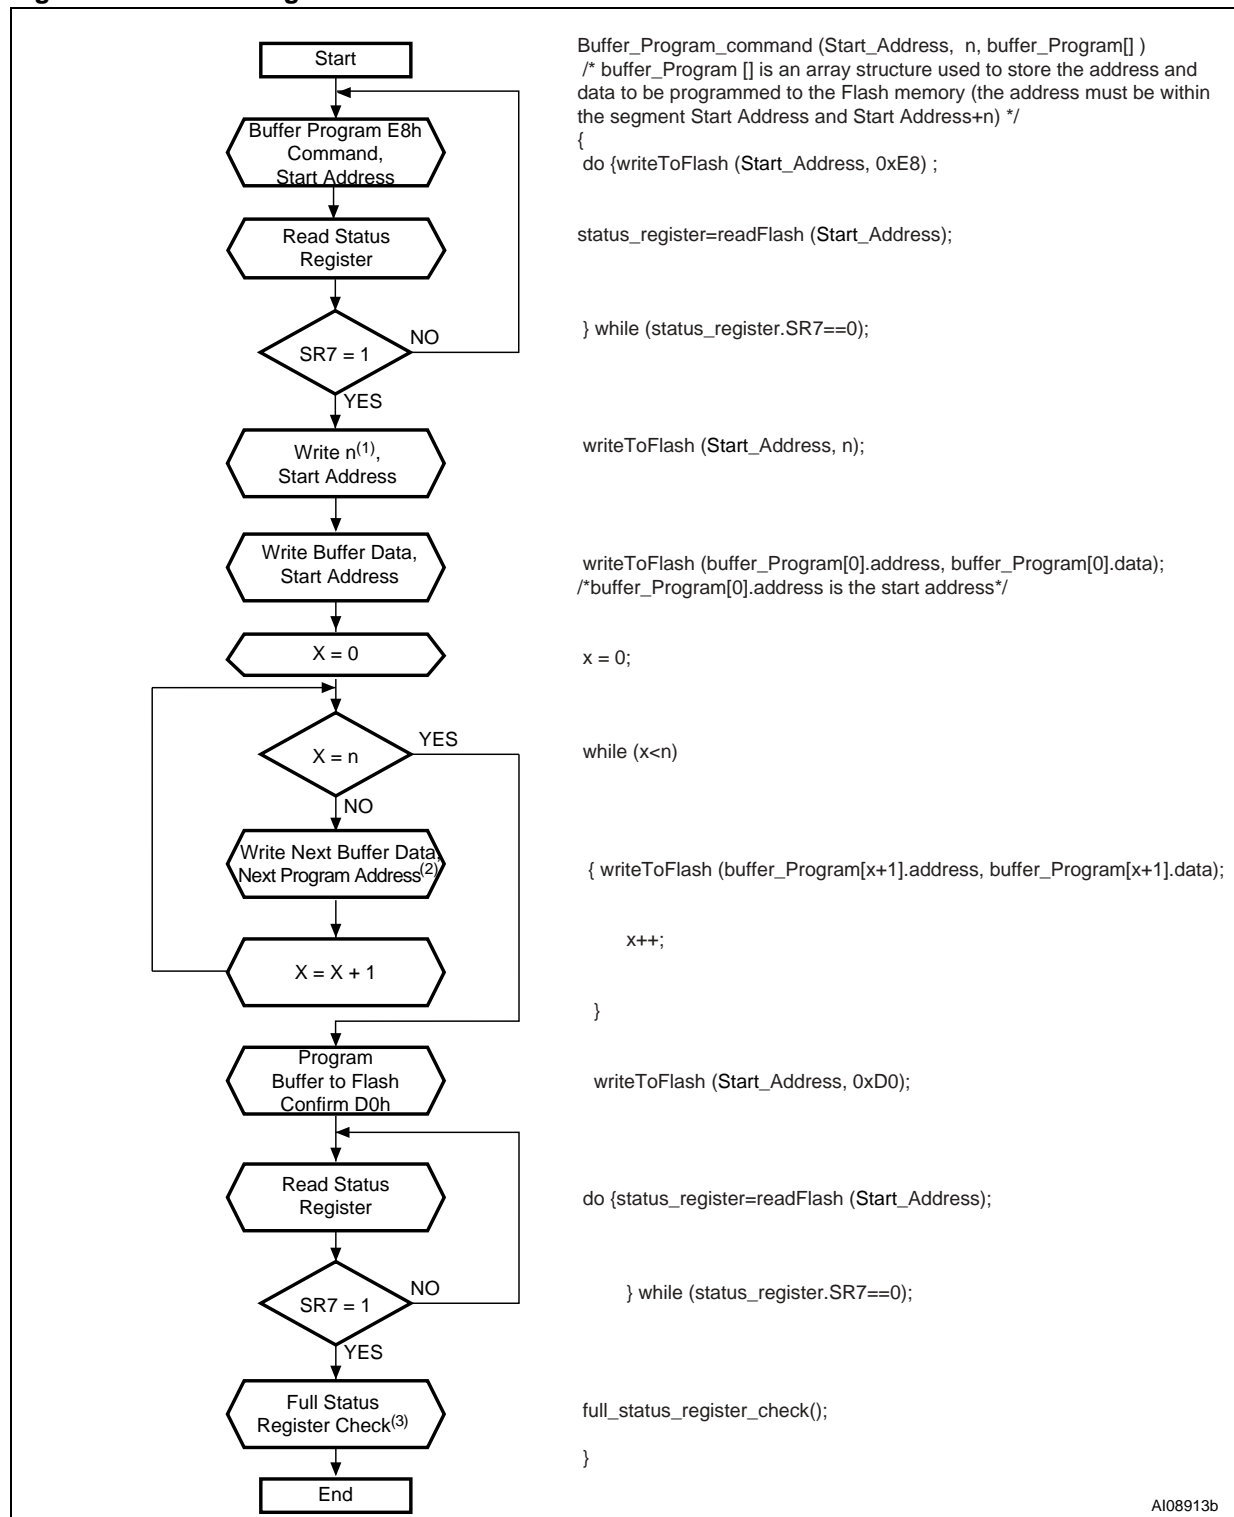 Start
Buffer_Program_command (Start_Address, n, buffer_Program[] )
/* buffer_Program [] is an array structure used to store the address and
data to be programmed to the Flash memory (the address must be within
the segment Start Address and Start Address+n) */
{
Buffer Program E8h
Command,
Start Address
do {writeToFlash (Start_Address, 0xE8) ;
Read Status
Register
status_register=readFlash (Start_Address);
SR7 = 1
NO
YES
} while (status_register.SR7==0);
Write n(1),
Start Address
writeToFlash (Start_Address, n);
Write Buffer Data,
Start Address
writeToFlash (buffer_Program[0].address, buffer_Program[0].data);
/*buffer_Program[0].address is the start address*/
X = 0
x = 0;
X = n
YES
NO
while (x<n)
Write Next Buffer Data,
Next Program Address(2)
{ writeToFlash (buffer_Program[x+1].address, buffer_Program[x+1].data);
X = X + 1
x++;
}
Program
Buffer to Flash
Confirm D0h
writeToFlash (Start_Address, 0xD0);
Read Status
Register
do {status_register=readFlash (Start_Address);
SR7 = 1
NO
YES
} while (status_register.SR7==0);
Full Status
Register Check(3)
full_status_register_check();
}
End
AI08913b